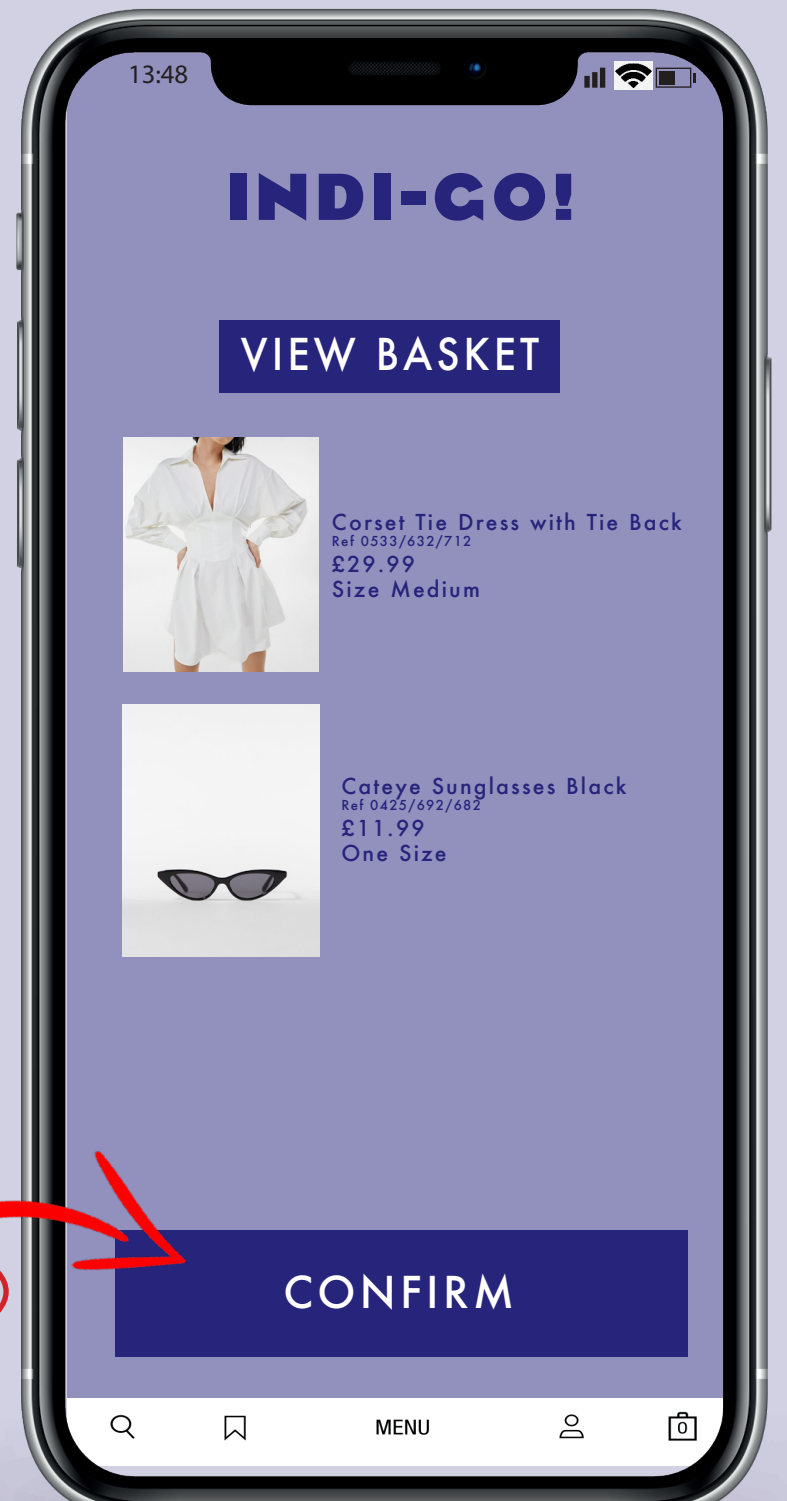 13:48
INDI-GO!
VIEW BASKET
Corset Tie Dress with Tie Back
Ref 0533/632/712
£29.99
Size Medium
Cateye Sunglasses Black
Ref 0425/692/682
£11.99
One Size
CONFIRM
MENU
0